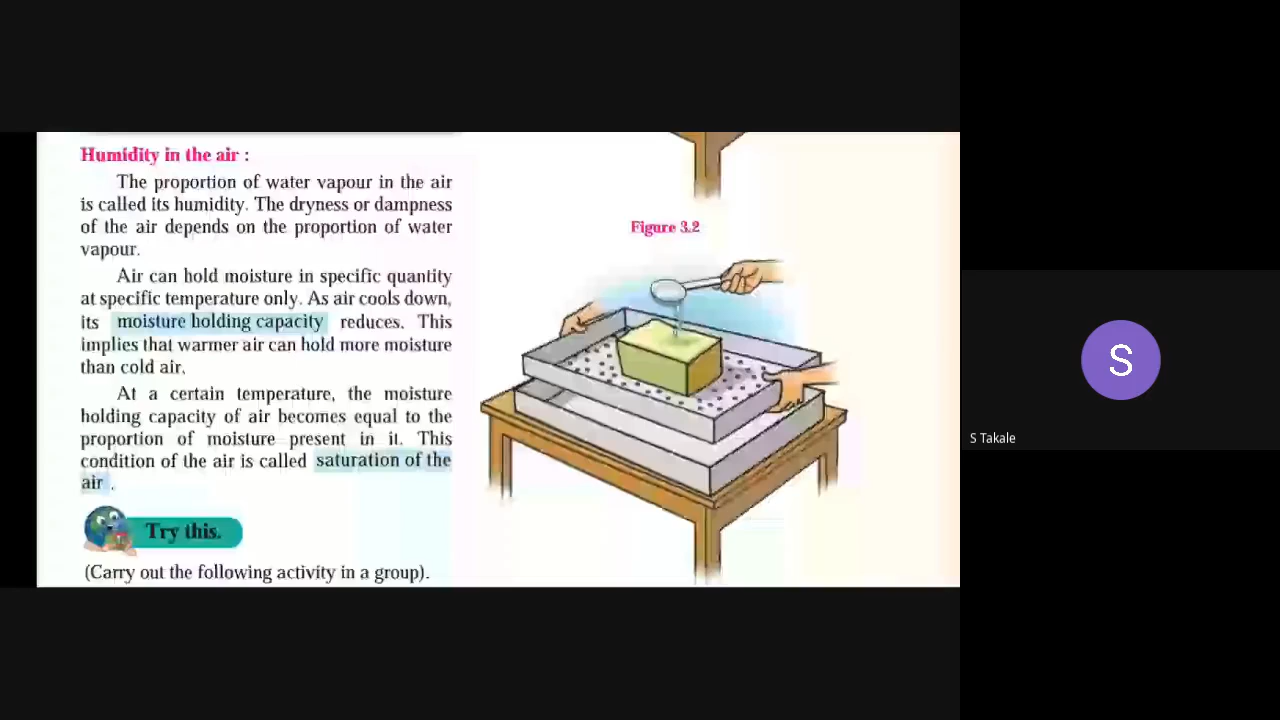 Humidity in the air :
The proportion of water vapour in the air
is called its humidity. The dryness or dampness
of the air depends on the proportion of water
vapour.
Air can hold moisture in specific quantity
at specific temperature only. As air cools down,
its moisture holding capacity reduces. This
implies that warmer air can hold more moisture
than cold air.
At a certain temperature, the moisture
holding capacity of air becomes equal to the
proportion of moisture present in it. This
condition of the air is called saturation of the
air .
Try this.
(Carry out the following activity in a group).
Figure 3.2
S
S Takale